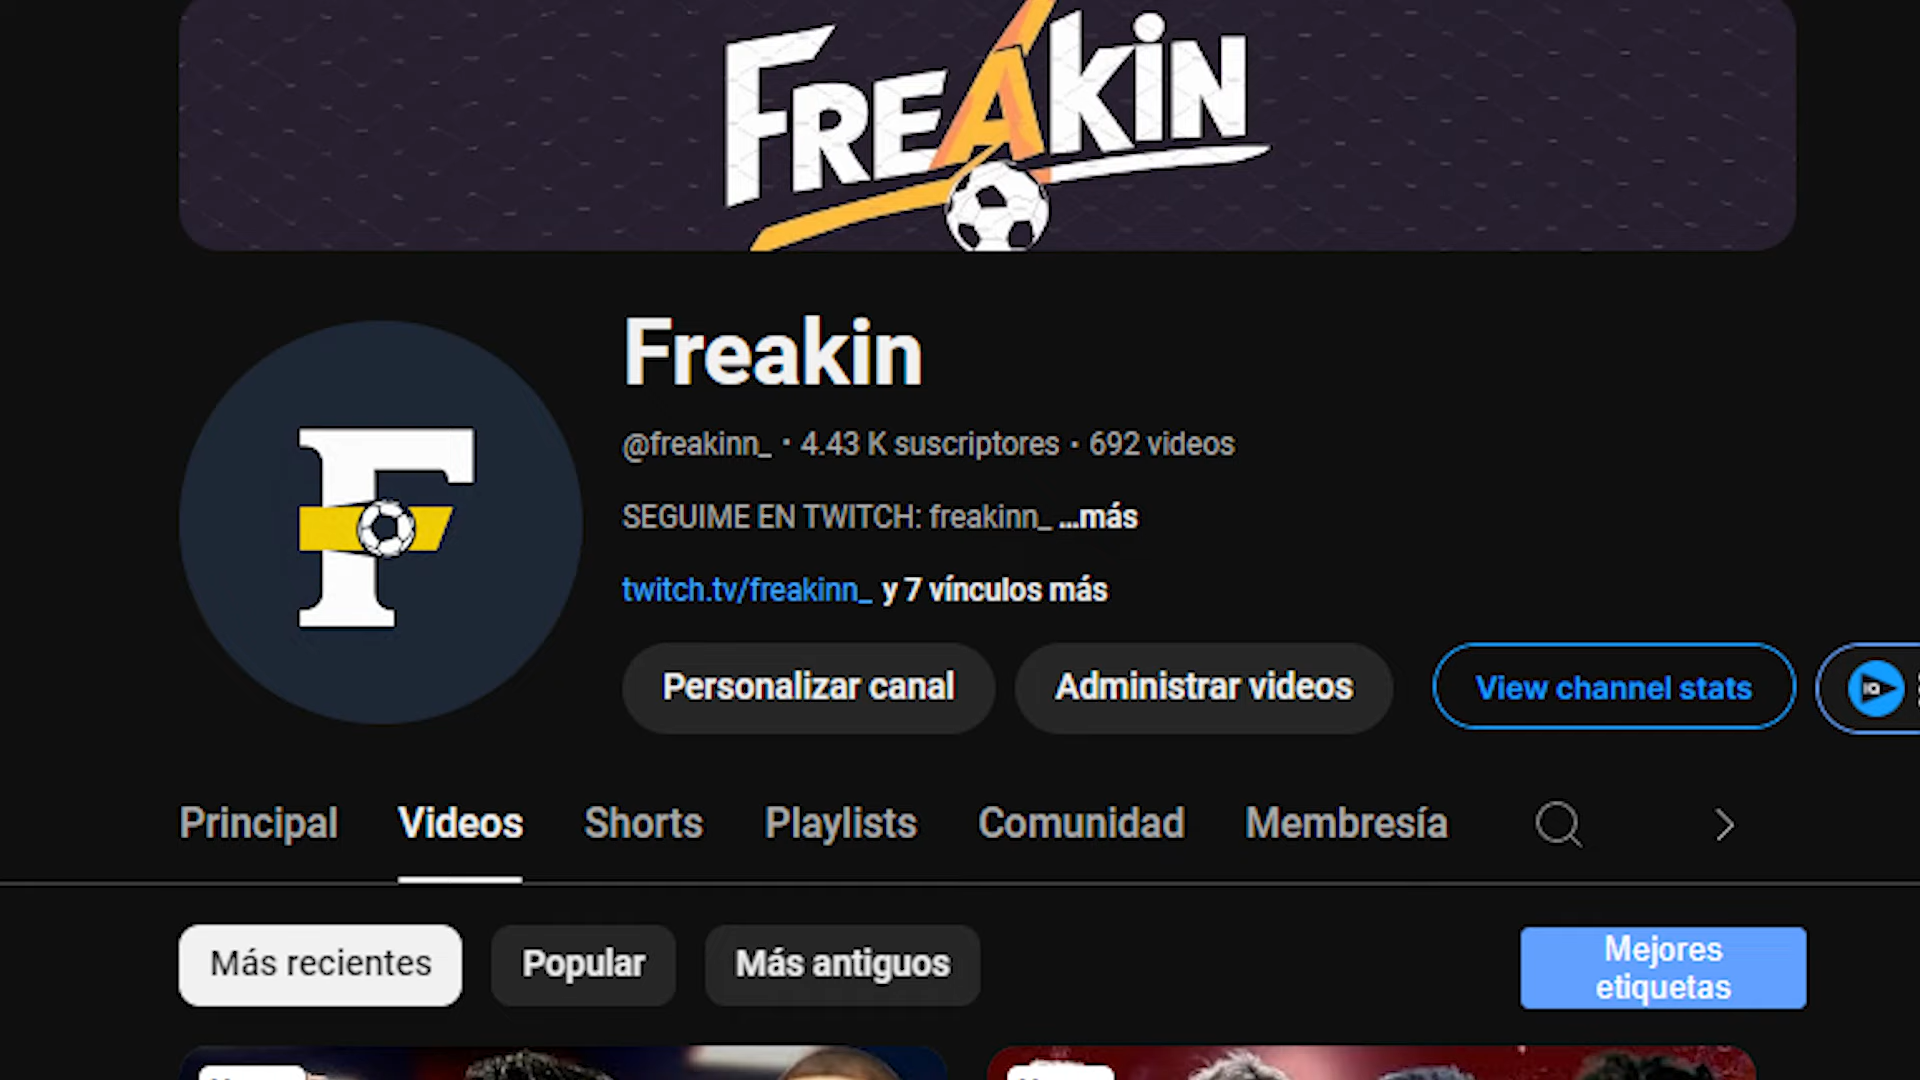 FREAKIN
Freakin
@freakinn_ · 4.43 K suscriptores · 692 videos
SEGUIME EN TWITCH: freakinn_ ...más
twitch.tv/freakinn_ y 7 vínculos más
Personalizar canal
Administrar videos
View channel stats
IQ
Principal
Videos
Shorts
Playlists
Comunidad
Membresía
Más recientes
Popular
Más antiguos
Mejores
etiquetas